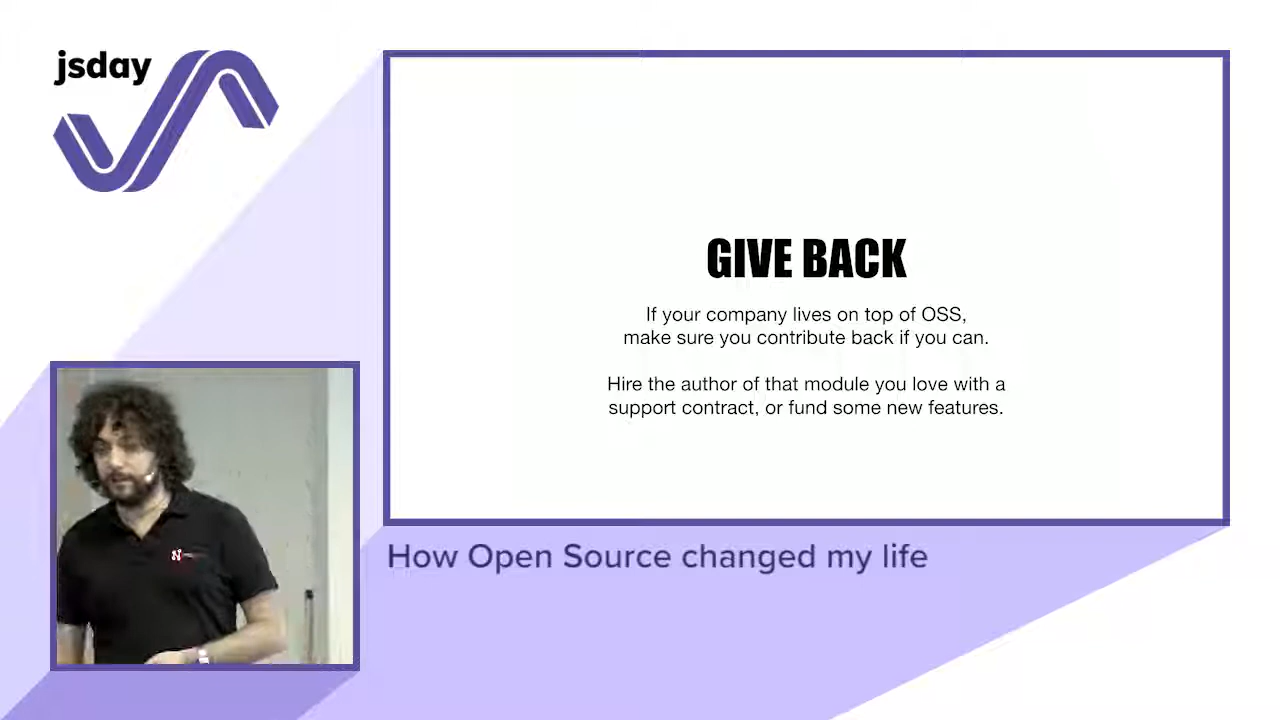 jsday
GIVE BACK
If your company lives on top of OSS,
make sure you contribute back if you can.
Hire the author of that module you love with a
support contract, or fund some new features.
How Open Source changed my life